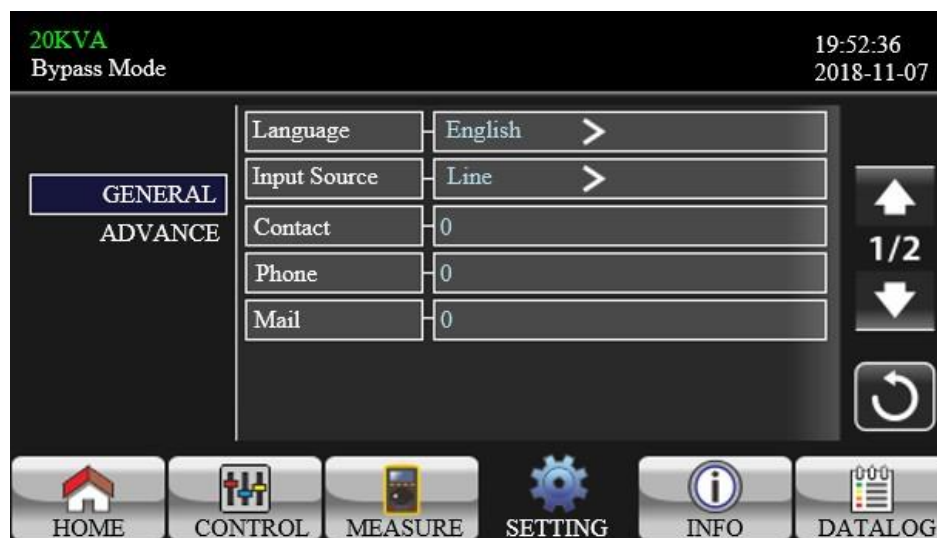 20KVA
Bypass Mode
19:52:36
2018-11-07
GENERAL
ADVANCE
Language English >
Input Source Line >
Contact 0
Phone 0
Mail 0
1/2
HOME CONTROL MEASURE SETTING INFO DATALOG